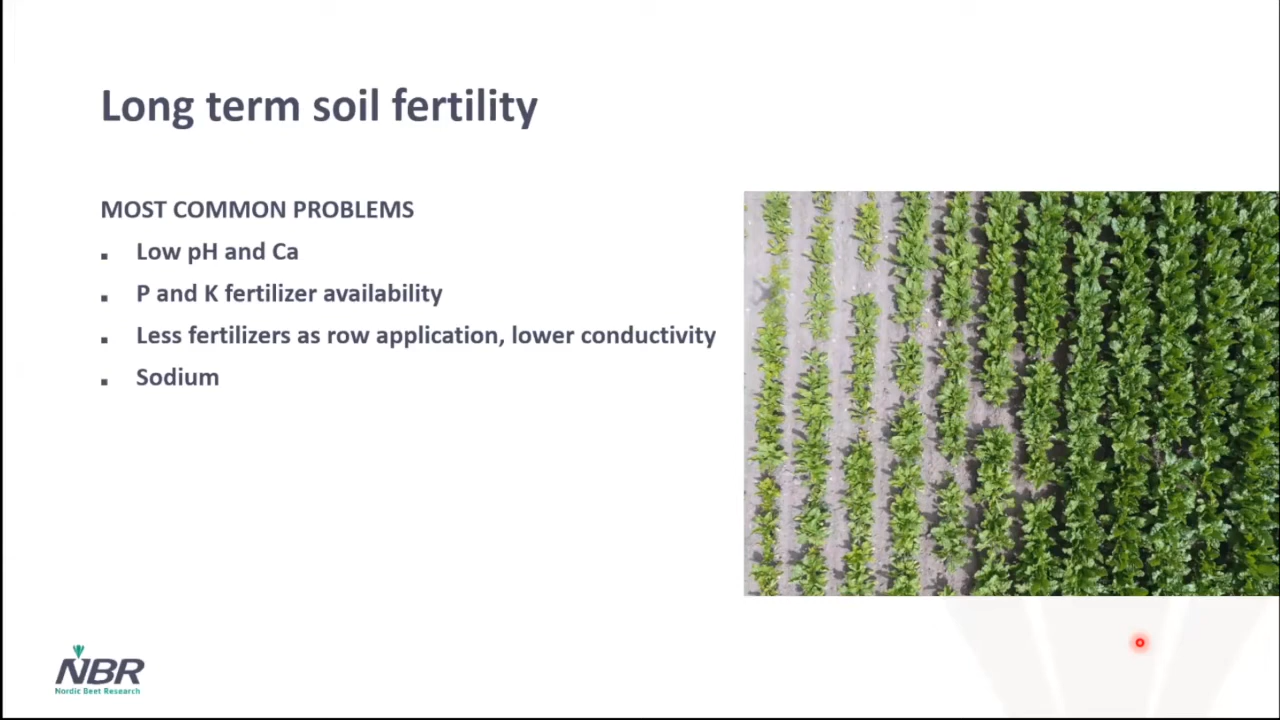 Long term soil fertility
MOST COMMON PROBLEMS
Low pH and Ca
P and K fertilizer availability
Less fertilizers as row application, lower conductivity
Sodium
NBR
Nordic Beet Research